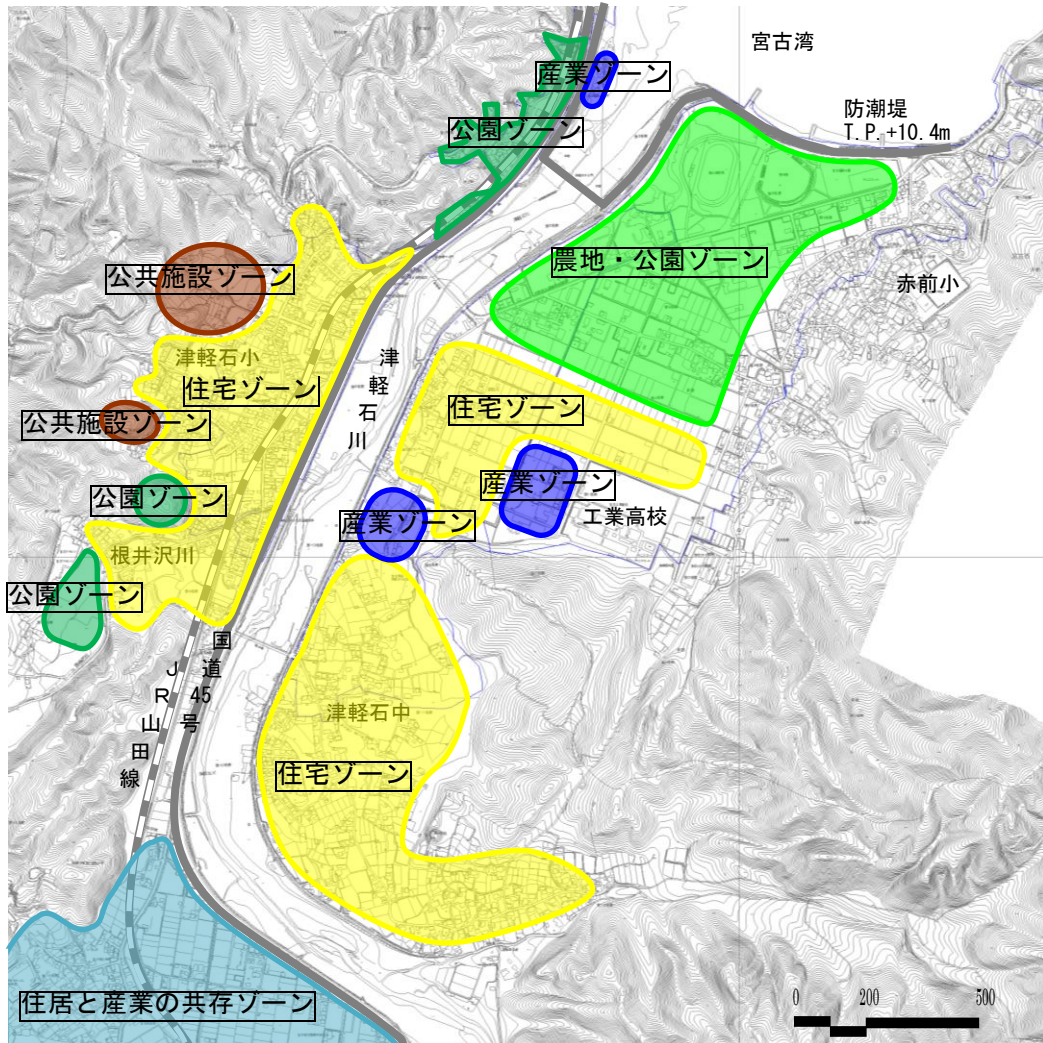 宮古湾
産業ゾーン
防潮堤
T.P.+10.4m
公園ゾーン
農地・公園ゾーン
公共施設ゾーン
赤前小
津軽石小
津軽石川
住宅ゾーン
住宅ゾーン
公共施設ゾーン
産業ゾーン
公園ゾーン
工業高校
産業ゾーン
根井沢川
公園ゾーン
国道45号
JR山田線
津軽石中
住宅ゾーン
住居と産業の共存ゾーン
0 200 500